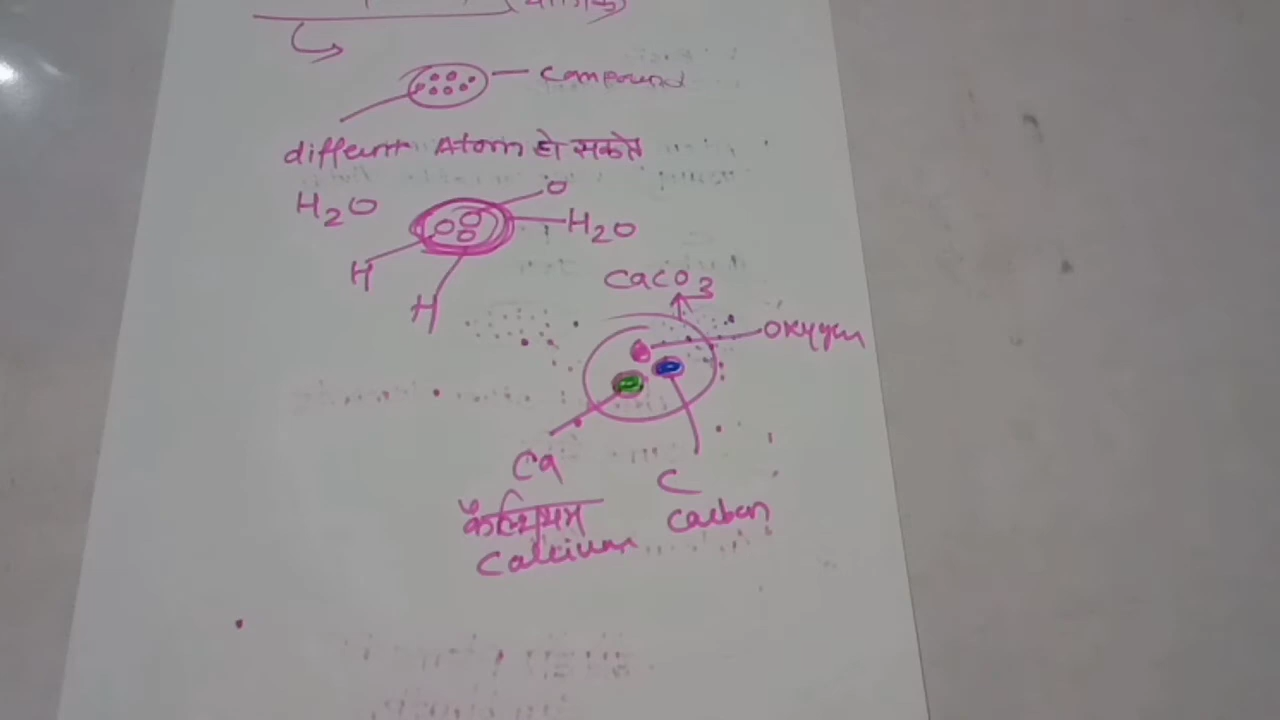 Compound
different Atom हो सकते
H2O
O
H2O
H
H
CaCO3
Oxygen
Ca
C
कैल्शियम
Carbon
Calcium